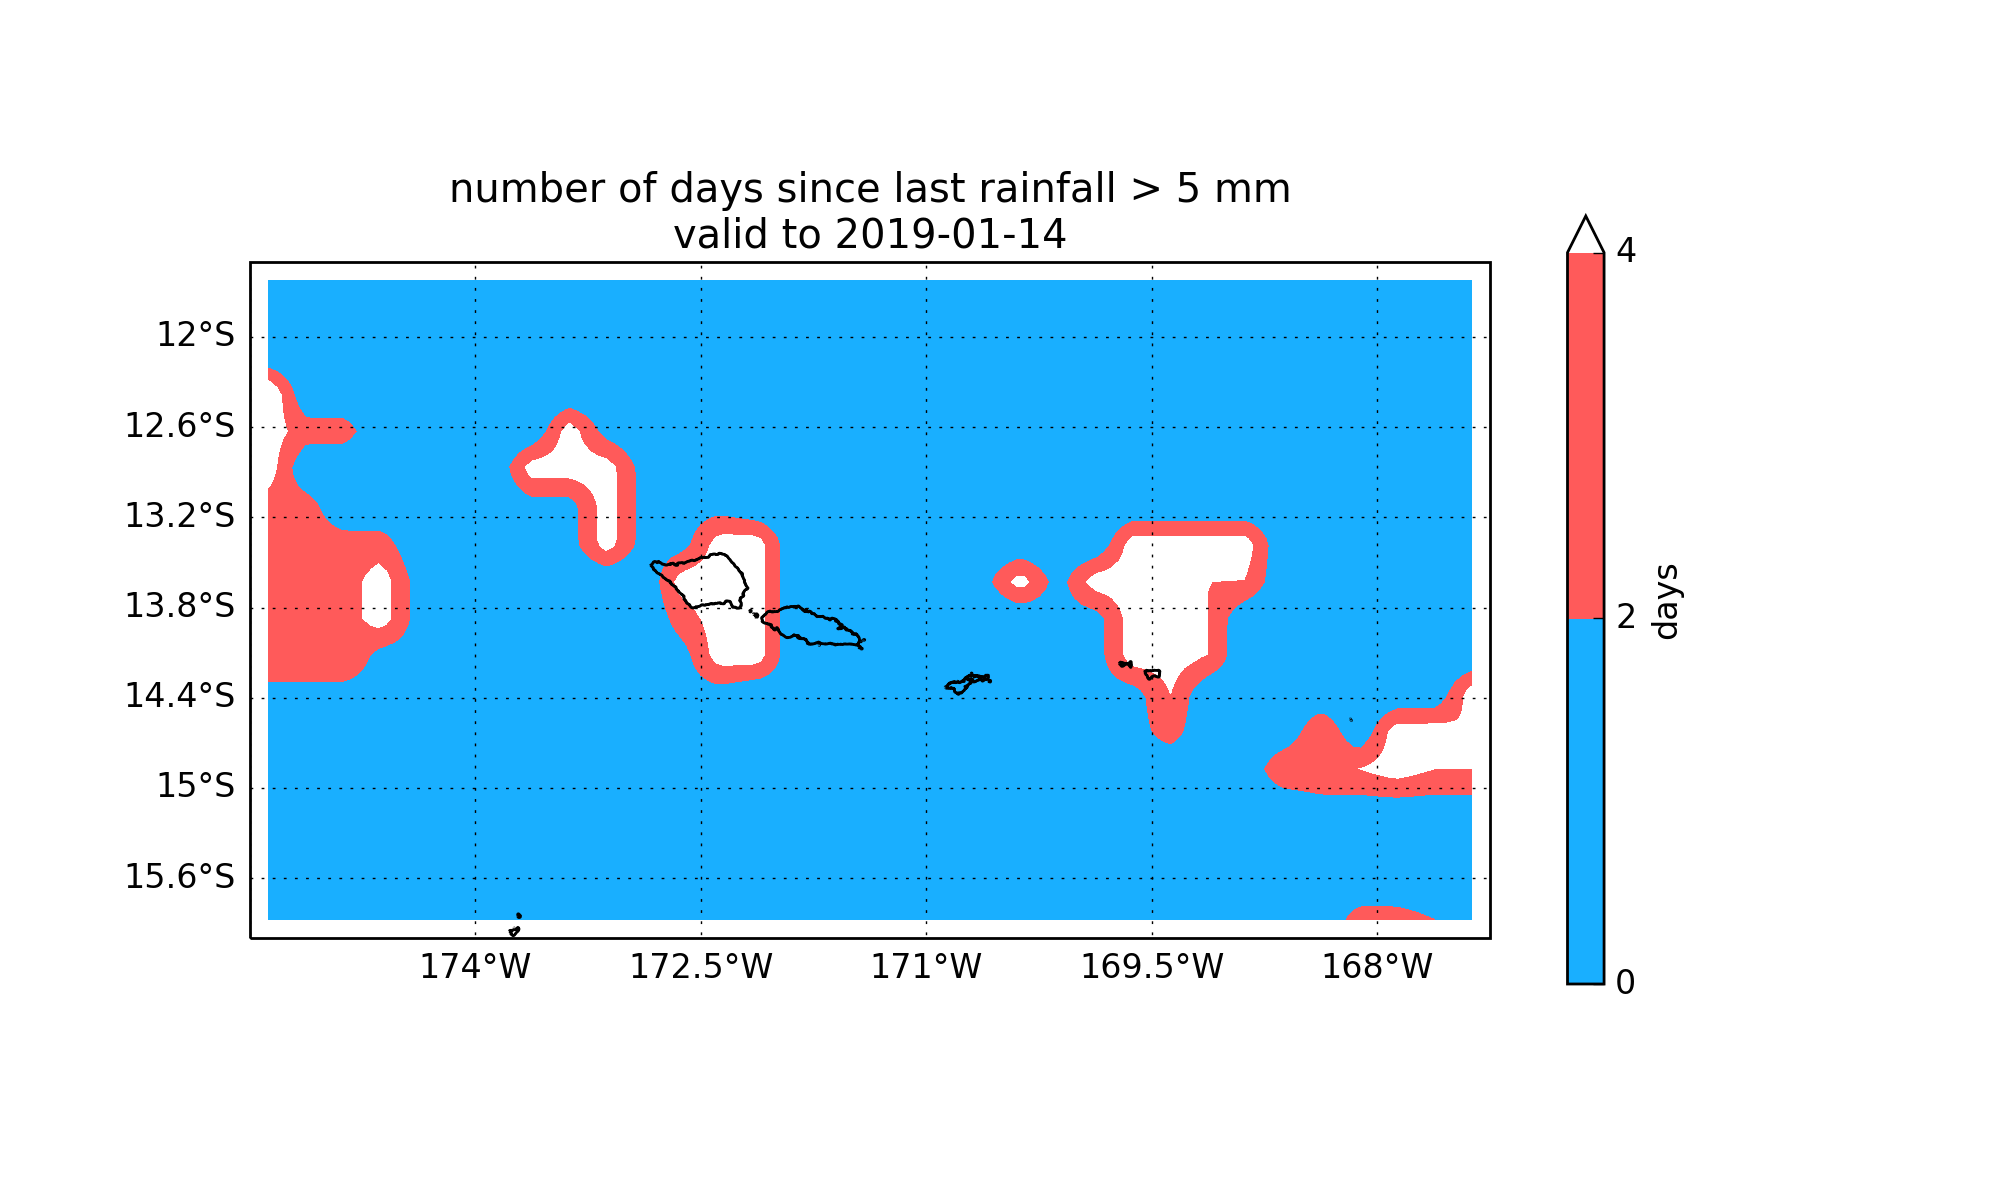 number of days since last rainfall > 5 mm
valid to 2019-01-14
12°S
12.6°S
13.2°S
13.8°S
14.4°S
15°S
15.6°S
174°W 172.5°W 171°W 169.5°W 168°W
4
2
0
days